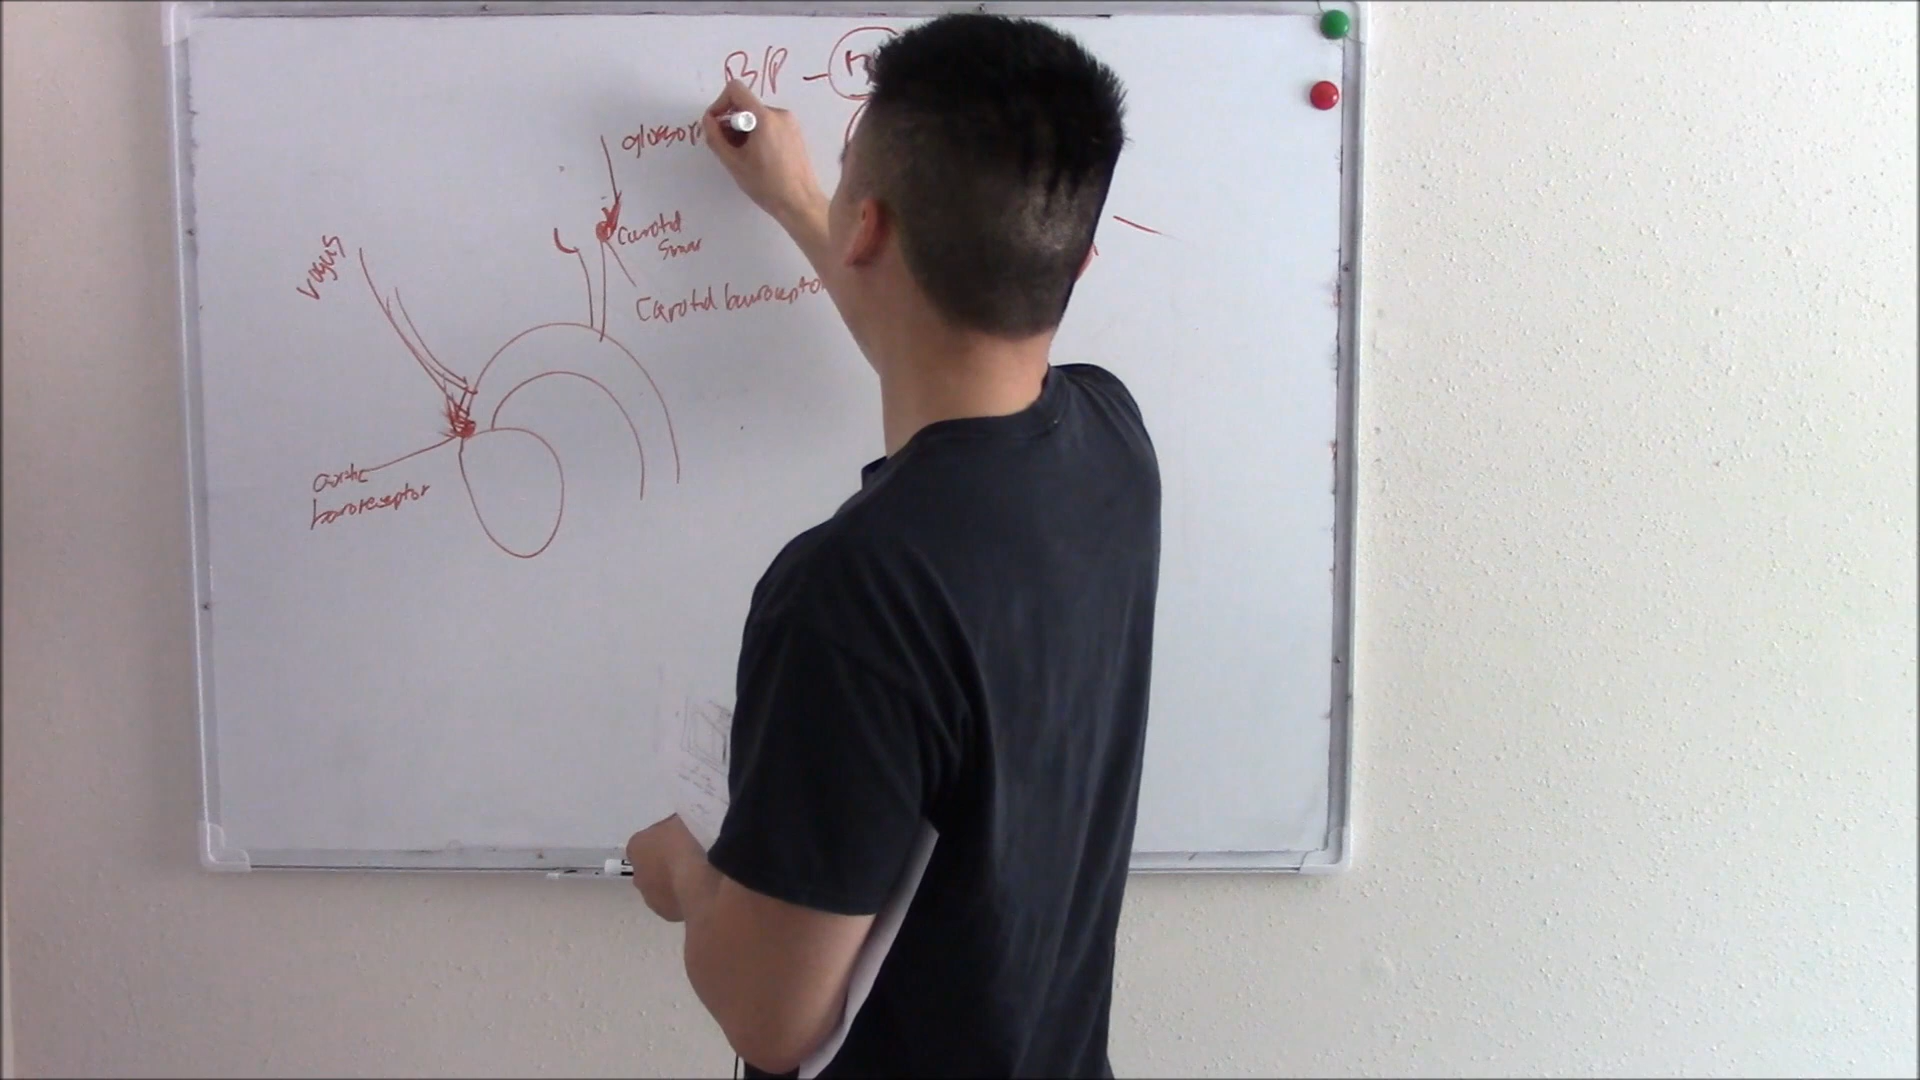 B/P -
glossop
vagus
Carotid
Sinus
Carotid baroreceptor
aortic
baroreceptor